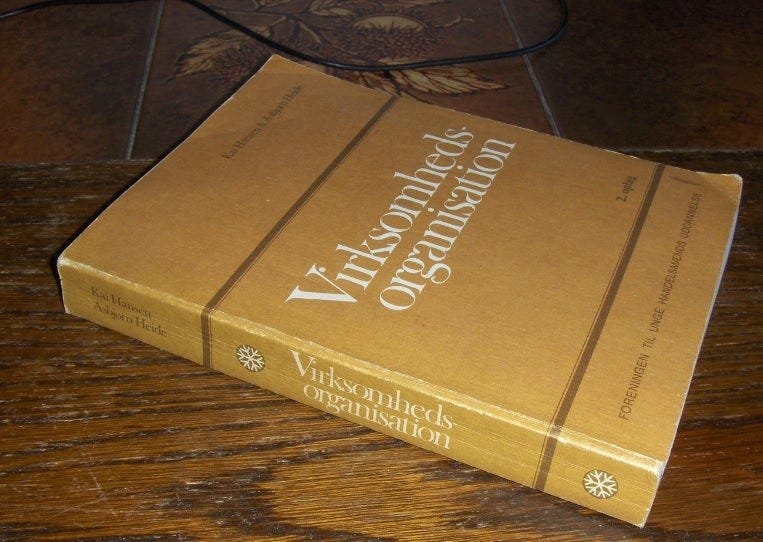 Kai Hansen & Asbjørn Heide
Virksomheds-
organisation
2. oplag
FORENINGEN TIL UNGE HANDELSMÆNDS UDDANNELSE
Kai Hansen
Asbjørn Heide
Virksomheds-
organisation